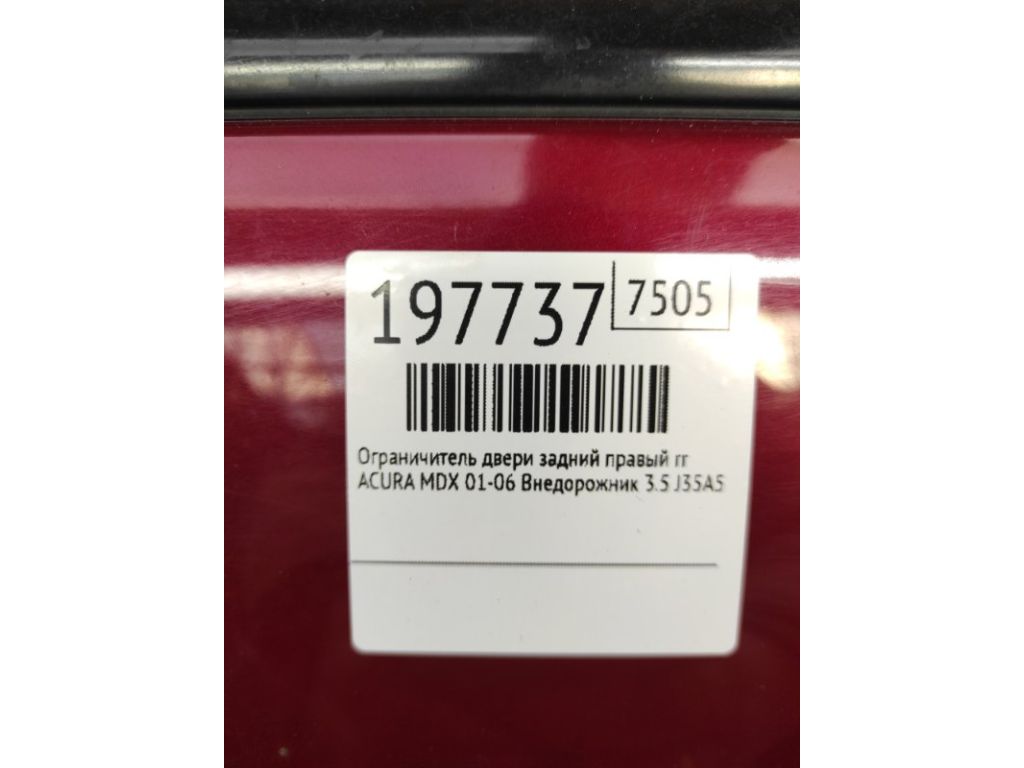 197737 7505
Ограничитель двери задний правый rr
ACURA MDX 01-06 Внедорожник 3.5 J35A5